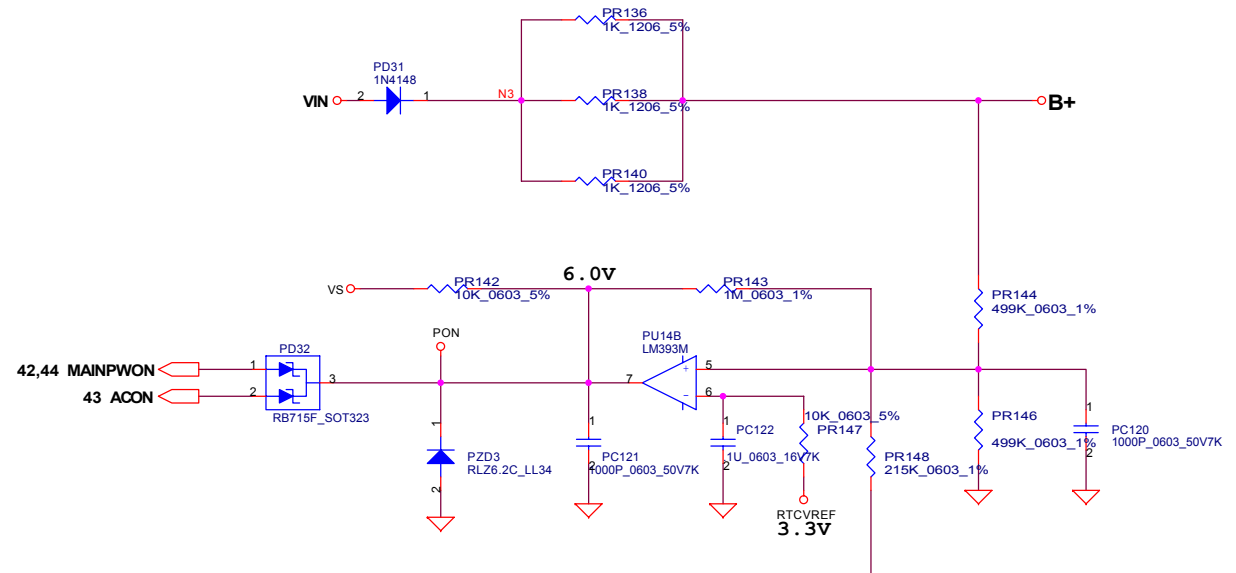 PR136
1K_1206_5%
PD31
1N4148
VIN
2
1
N3
PR138
1K_1206_5%
B+
PR140
1K_1206_5%
VS
PR142
10K_0603_5%
6.0V
PR143
1M_0603_1%
PR144
499K_0603_1%
PON
PU14B
LM393M
PD32
42,44 MAINPWON
1
3
7
+
5
43 ACON
2
-
6
RB715F_SOT323
1
PZD3
RLZ6.2C_LL34
2
1
PC121
2
1000P_0603_50V7K
1
PC122
2
.1U_0603_16V7K
10K_0603_5%
PR147
RTCVREF
3.3V
PR148
215K_0603_1%
PR146
499K_0603_1%
1
PC120
2
1000P_0603_50V7K